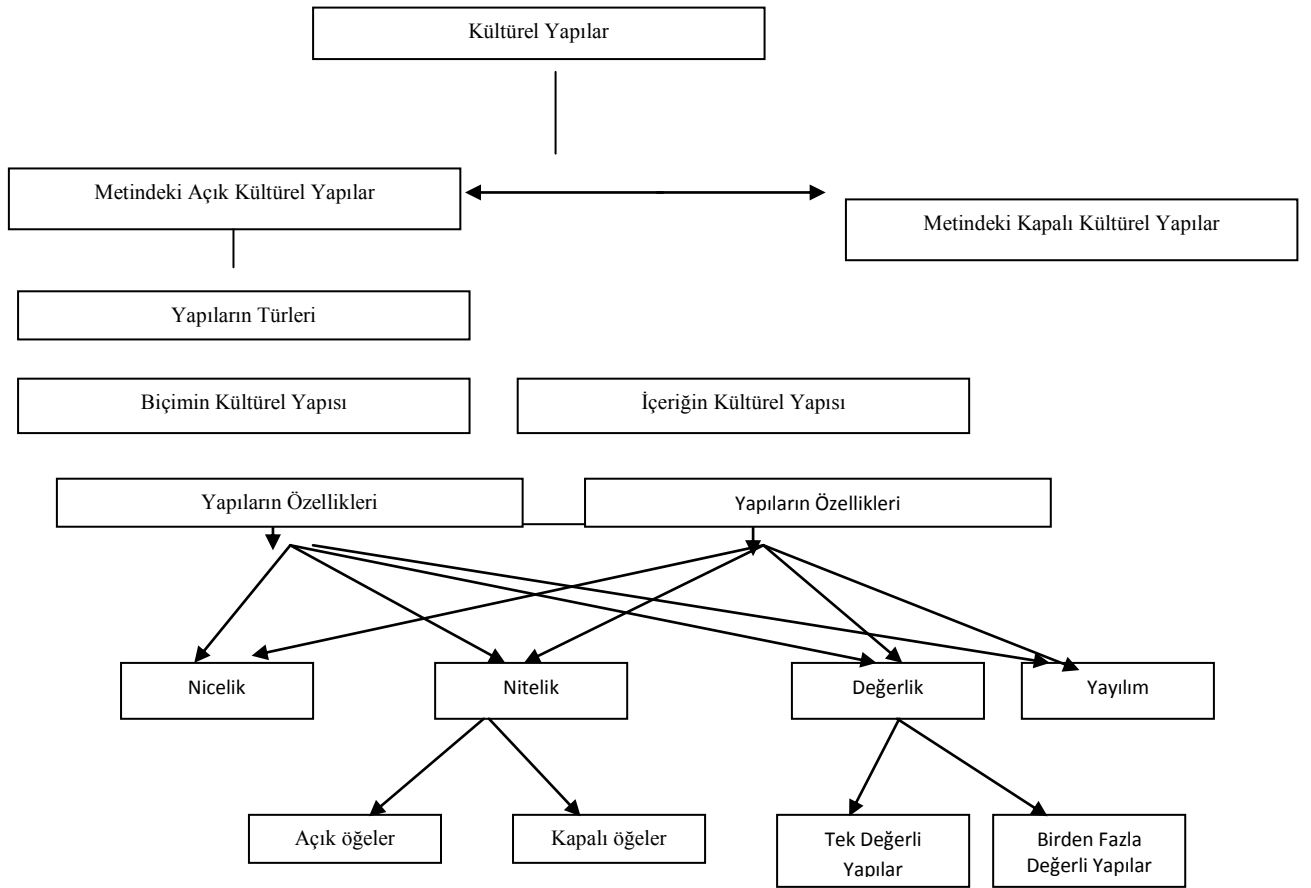 Kültürel Yapılar
Metindeki Açık Kültürel Yapılar
Metindeki Kapalı Kültürel Yapılar
Yapıların Türleri
Biçimin Kültürel Yapısı
İçeriğin Kültürel Yapısı
Yapıların Özellikleri
Yapıların Özellikleri
Nicelik
Nitelik
Değerlik
Yayılım
Açık öğeler
Kapalı öğeler
Tek Değerli
Yapılar
Birden Fazla
Değerli Yapılar